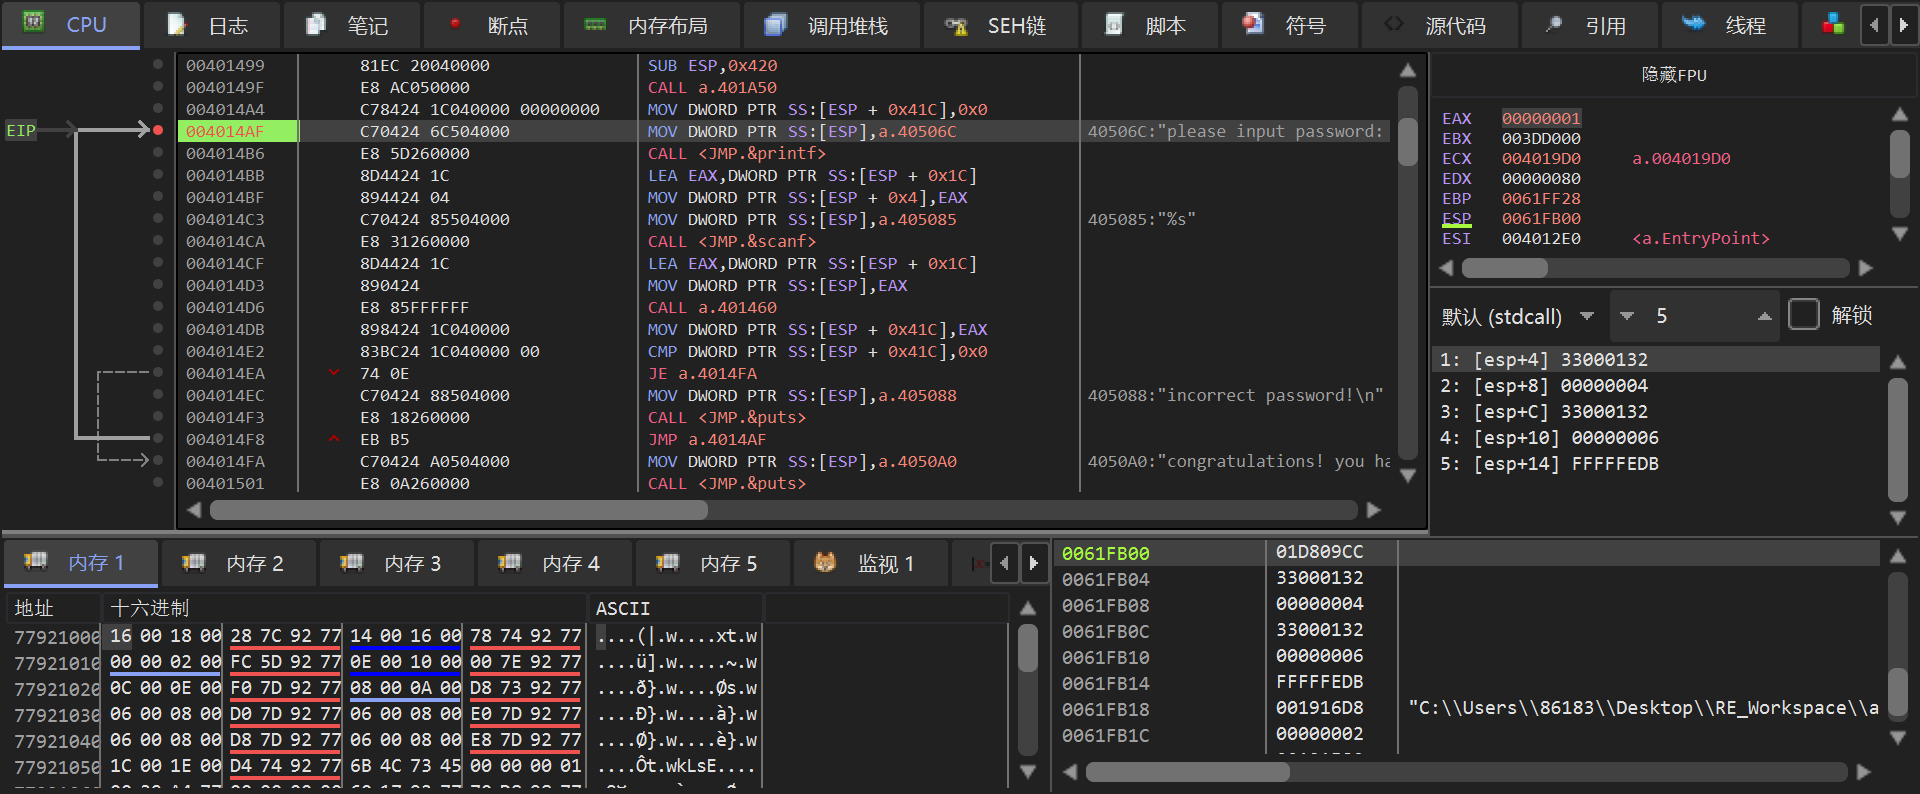 CPU 日志 笔记 断点 内存布局 调用堆栈 SEH链 脚本 符号 源代码 引用 线程
EIP
00401499 81EC 20040000 SUB ESP,0x420
0040149F E8 AC050000 CALL a.401A50
004014A4 C78424 1C040000 00000000 MOV DWORD PTR SS:[ESP + 0x41C],0x0
004014AF C70424 6C504000 MOV DWORD PTR SS:[ESP],a.40506C 40506C:"please input password:
004014B6 E8 5D260000 CALL <JMP.&printf>
004014BB 8D4424 1C LEA EAX,DWORD PTR SS:[ESP + 0x1C]
004014BF 894424 04 MOV DWORD PTR SS:[ESP + 0x4],EAX
004014C3 C70424 85504000 MOV DWORD PTR SS:[ESP],a.405085 405085:"%s"
004014CA E8 31260000 CALL <JMP.&scanf>
004014CF 8D4424 1C LEA EAX,DWORD PTR SS:[ESP + 0x1C]
004014D3 890424 MOV DWORD PTR SS:[ESP],EAX
004014D6 E8 85FFFFFF CALL a.401460
004014DB 898424 1C040000 MOV DWORD PTR SS:[ESP + 0x41C],EAX
004014E2 83BC24 1C040000 00 CMP DWORD PTR SS:[ESP + 0x41C],0x0
004014EA 74 0E JE a.4014FA
004014EC C70424 88504000 MOV DWORD PTR SS:[ESP],a.405088 405088:"incorrect password!\n"
004014F3 E8 18260000 CALL <JMP.&puts>
004014F8 EB B5 JMP a.4014AF
004014FA C70424 A0504000 MOV DWORD PTR SS:[ESP],a.4050A0 4050A0:"congratulations! you ha
00401501 E8 0A260000 CALL <JMP.&puts>
隐藏FPU
EAX 00000001
EBX 003DD000
ECX 004019D0 a.004019D0
EDX 00000080
EBP 0061FF28
ESP 0061FB00
ESI 004012E0 <a.EntryPoint>
默认 (stdcall) 5 解锁
1: [esp+4] 33000132
2: [esp+8] 00000004
3: [esp+C] 33000132
4: [esp+10] 00000006
5: [esp+14] FFFFFEDB
内存 1 内存 2 内存 3 内存 4 内存 5 监视 1
地址 十六进制 ASCII
77921000 16 00 18 00 28 7C 92 77 14 00 16 00 78 74 92 77 ....(|.w....xt.w
77921010 00 00 02 00 FC 5D 92 77 0E 00 10 00 00 7E 92 77 ....ü].w.....~.w
77921020 0C 00 0E 00 F0 7D 92 77 08 00 0A 00 D8 73 92 77 ....ð}.w....Øs.w
77921030 06 00 08 00 D0 7D 92 77 06 00 08 00 E0 7D 92 77 ....Ð}.w....à}.w
77921040 06 00 08 00 D8 7D 92 77 06 00 08 00 E8 7D 92 77 ....Ø}.w....è}.w
77921050 1C 00 1E 00 D4 74 92 77 6B 4C 73 45 00 00 00 01 ....Ôt.wkLsE....
0061FB00 01D809CC
0061FB04 33000132
0061FB08 00000004
0061FB0C 33000132
0061FB10 00000006
0061FB14 FFFFFEDB
0061FB18 001916D8 "C:\\Users\\86183\\Desktop\\RE_Workspace\\a
0061FB1C 00000002